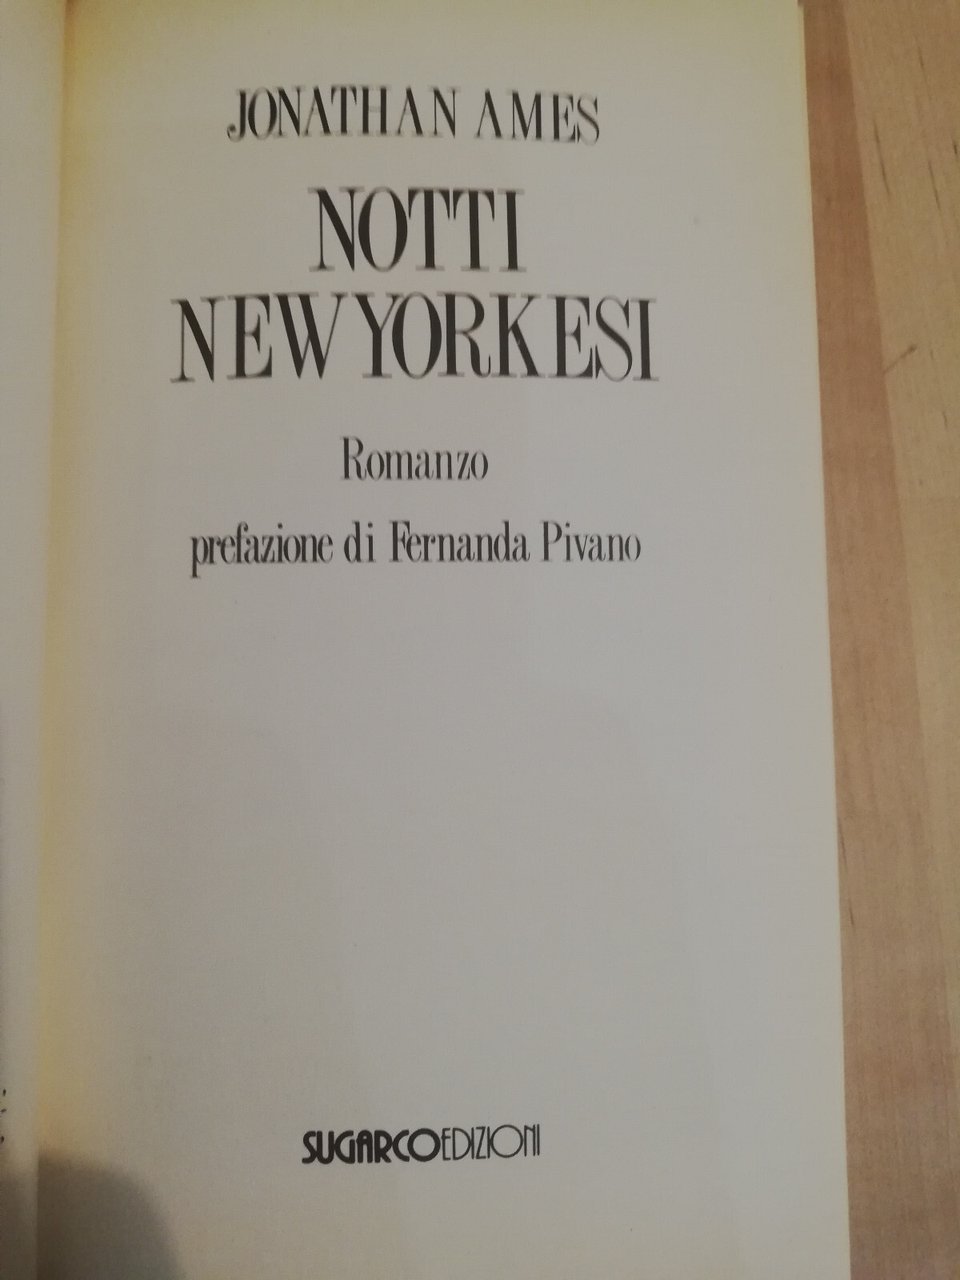 JONATHAN AMES
NOTTI
NEWYORKESI
Romanzo
prefazione di Fernanda Pivano
SUGARCOEDIZIONI